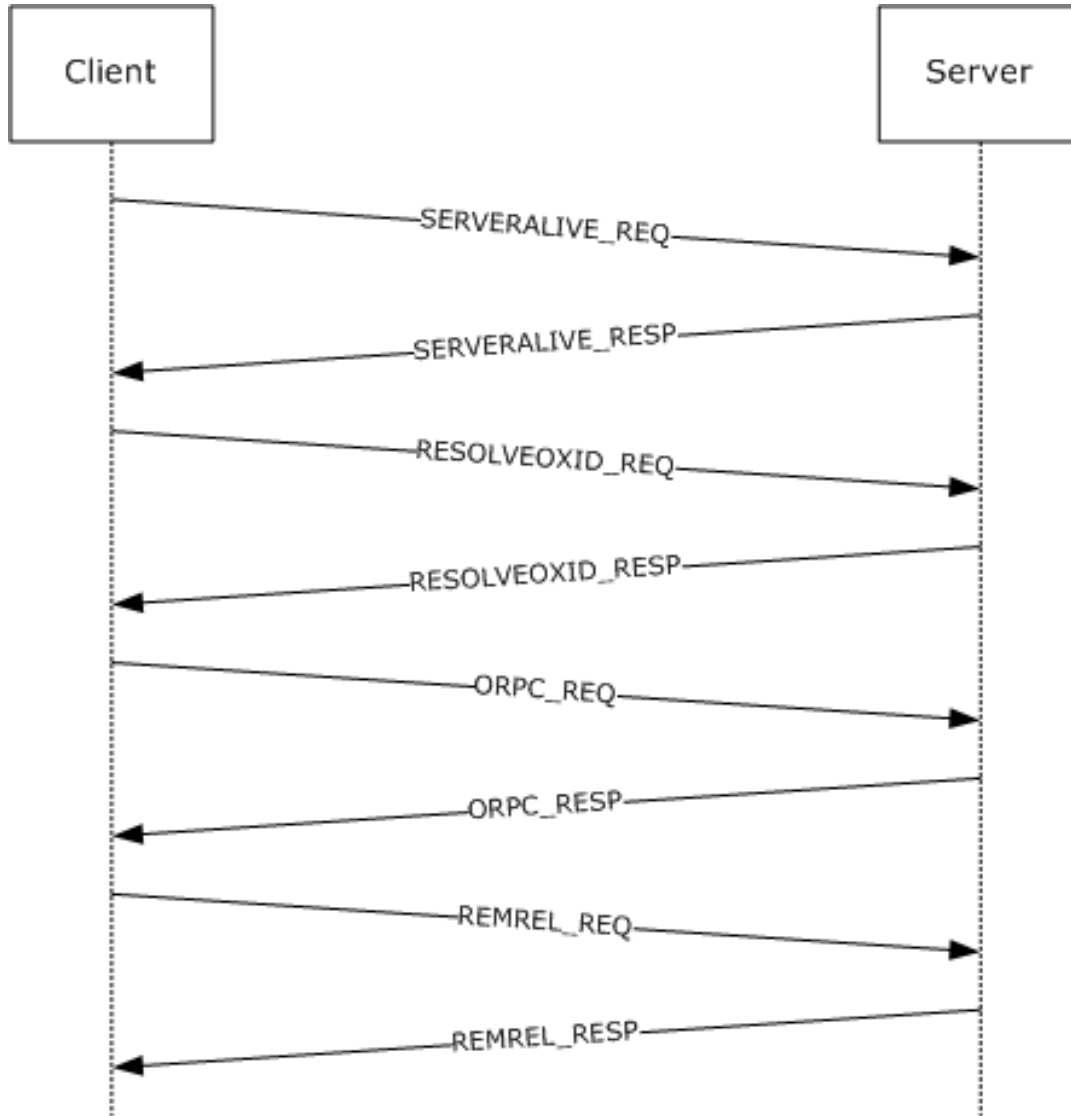 Client
Server
SERVERALIVE_REQ
SERVERALIVE_RESP
RESOLVEOXID_REQ
RESOLVEOXID_RESP
ORPC_REQ
ORPC_RESP
REMREL_REQ
REMREL_RESP